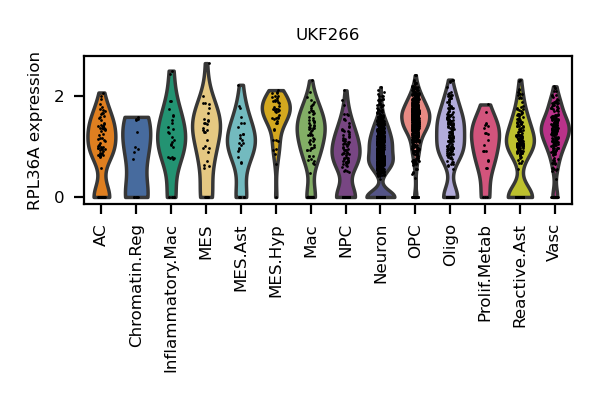 UKF266
RPL36A expression
2
0
AC
Chromatin.Reg
Inflammatory.Mac
MES
MES.Ast
MES.Hyp
Mac
NPC
Neuron
OPC
Oligo
Prolif.Metab
Reactive.Ast
Vasc